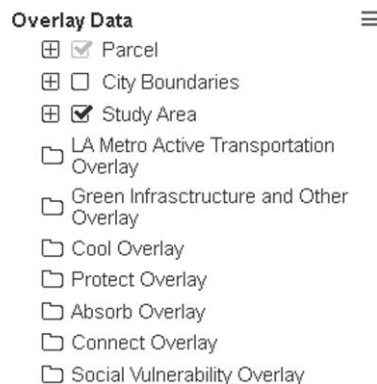 Overlay Data
Parcel
City Boundaries
Study Area
LA Metro Active Transportation
Overlay
Green Infrasctructure and Other
Overlay
Cool Overlay
Protect Overlay
Absorb Overlay
Connect Overlay
Social Vulnerability Overlay